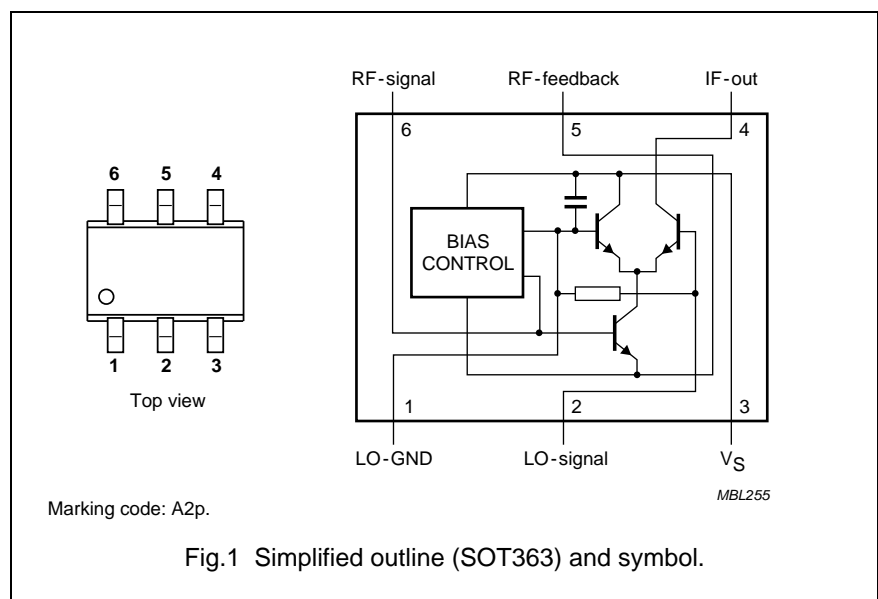 RF-signal RF-feedback IF-out
6 5 4
6 5 4
BIAS
CONTROL
1 2 3
Top view
1 2 3
LO-GND LO-signal VS
MBL255
Marking code: A2p.
Fig.1 Simplified outline (SOT363) and symbol.